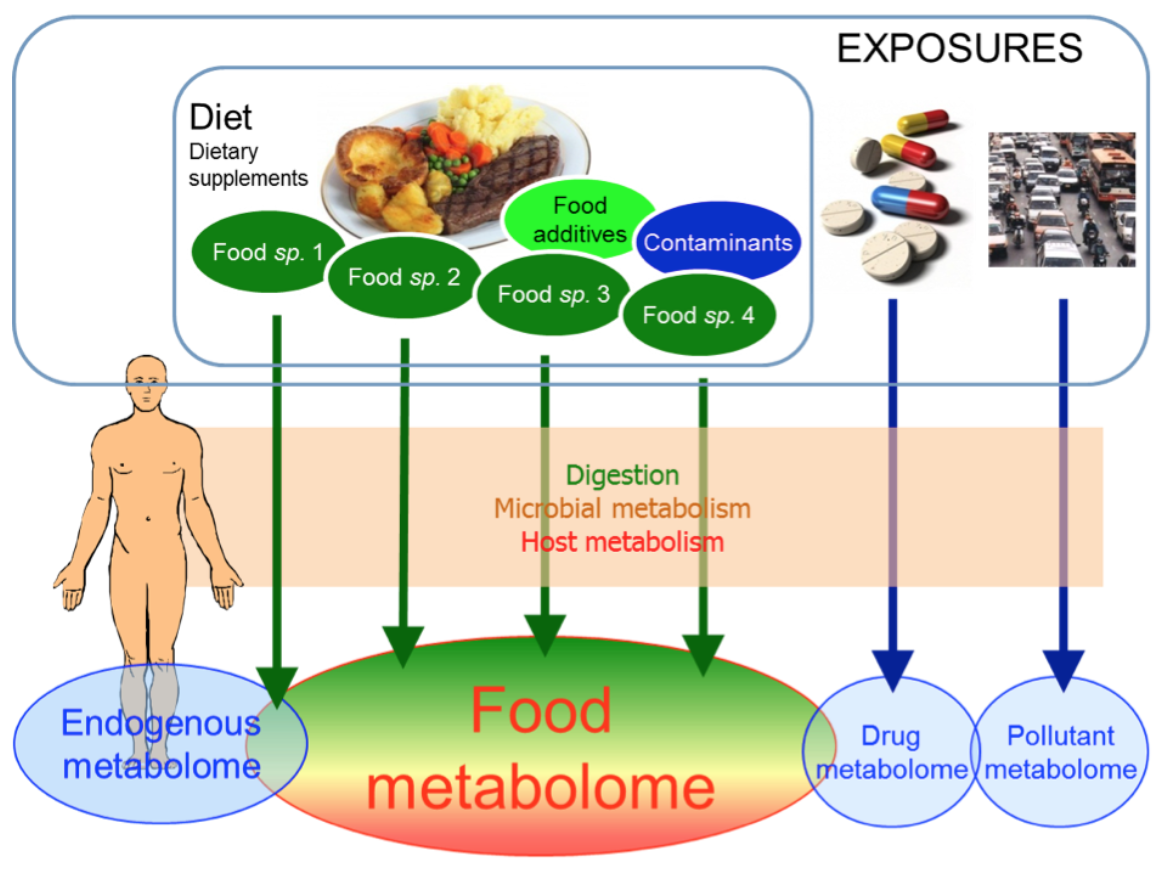 EXPOSURES
Diet
Dietary
supplements
Food
additives
Contaminants
Food sp. 1
Food sp. 2
Food sp. 3
Food sp. 4
Digestion
Microbial metabolism
Host metabolism
Endogenous
metabolome
Food
metabolome
Drug
metabolome
Pollutant
metabolome